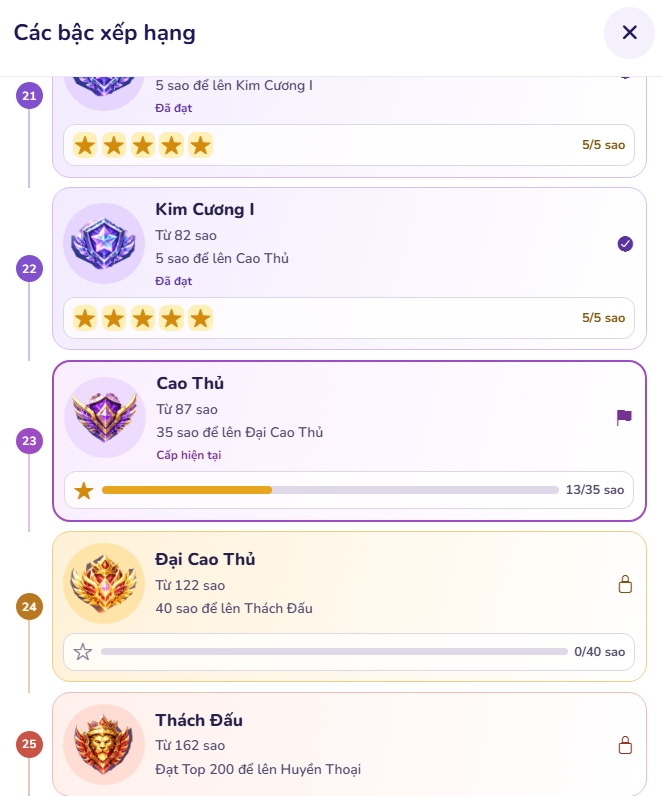 Các bậc xếp hạng
21
5 sao để lên Kim Cương I
Đã đạt
5/5 sao
22
Kim Cương I
Từ 82 sao
5 sao để lên Cao Thủ
Đã đạt
5/5 sao
23
Cao Thủ
Từ 87 sao
35 sao để lên Đại Cao Thủ
Cấp hiện tại
13/35 sao
24
Đại Cao Thủ
Từ 122 sao
40 sao để lên Thách Đấu
0/40 sao
25
Thách Đấu
Từ 162 sao
Đạt Top 200 để lên Huyền Thoại